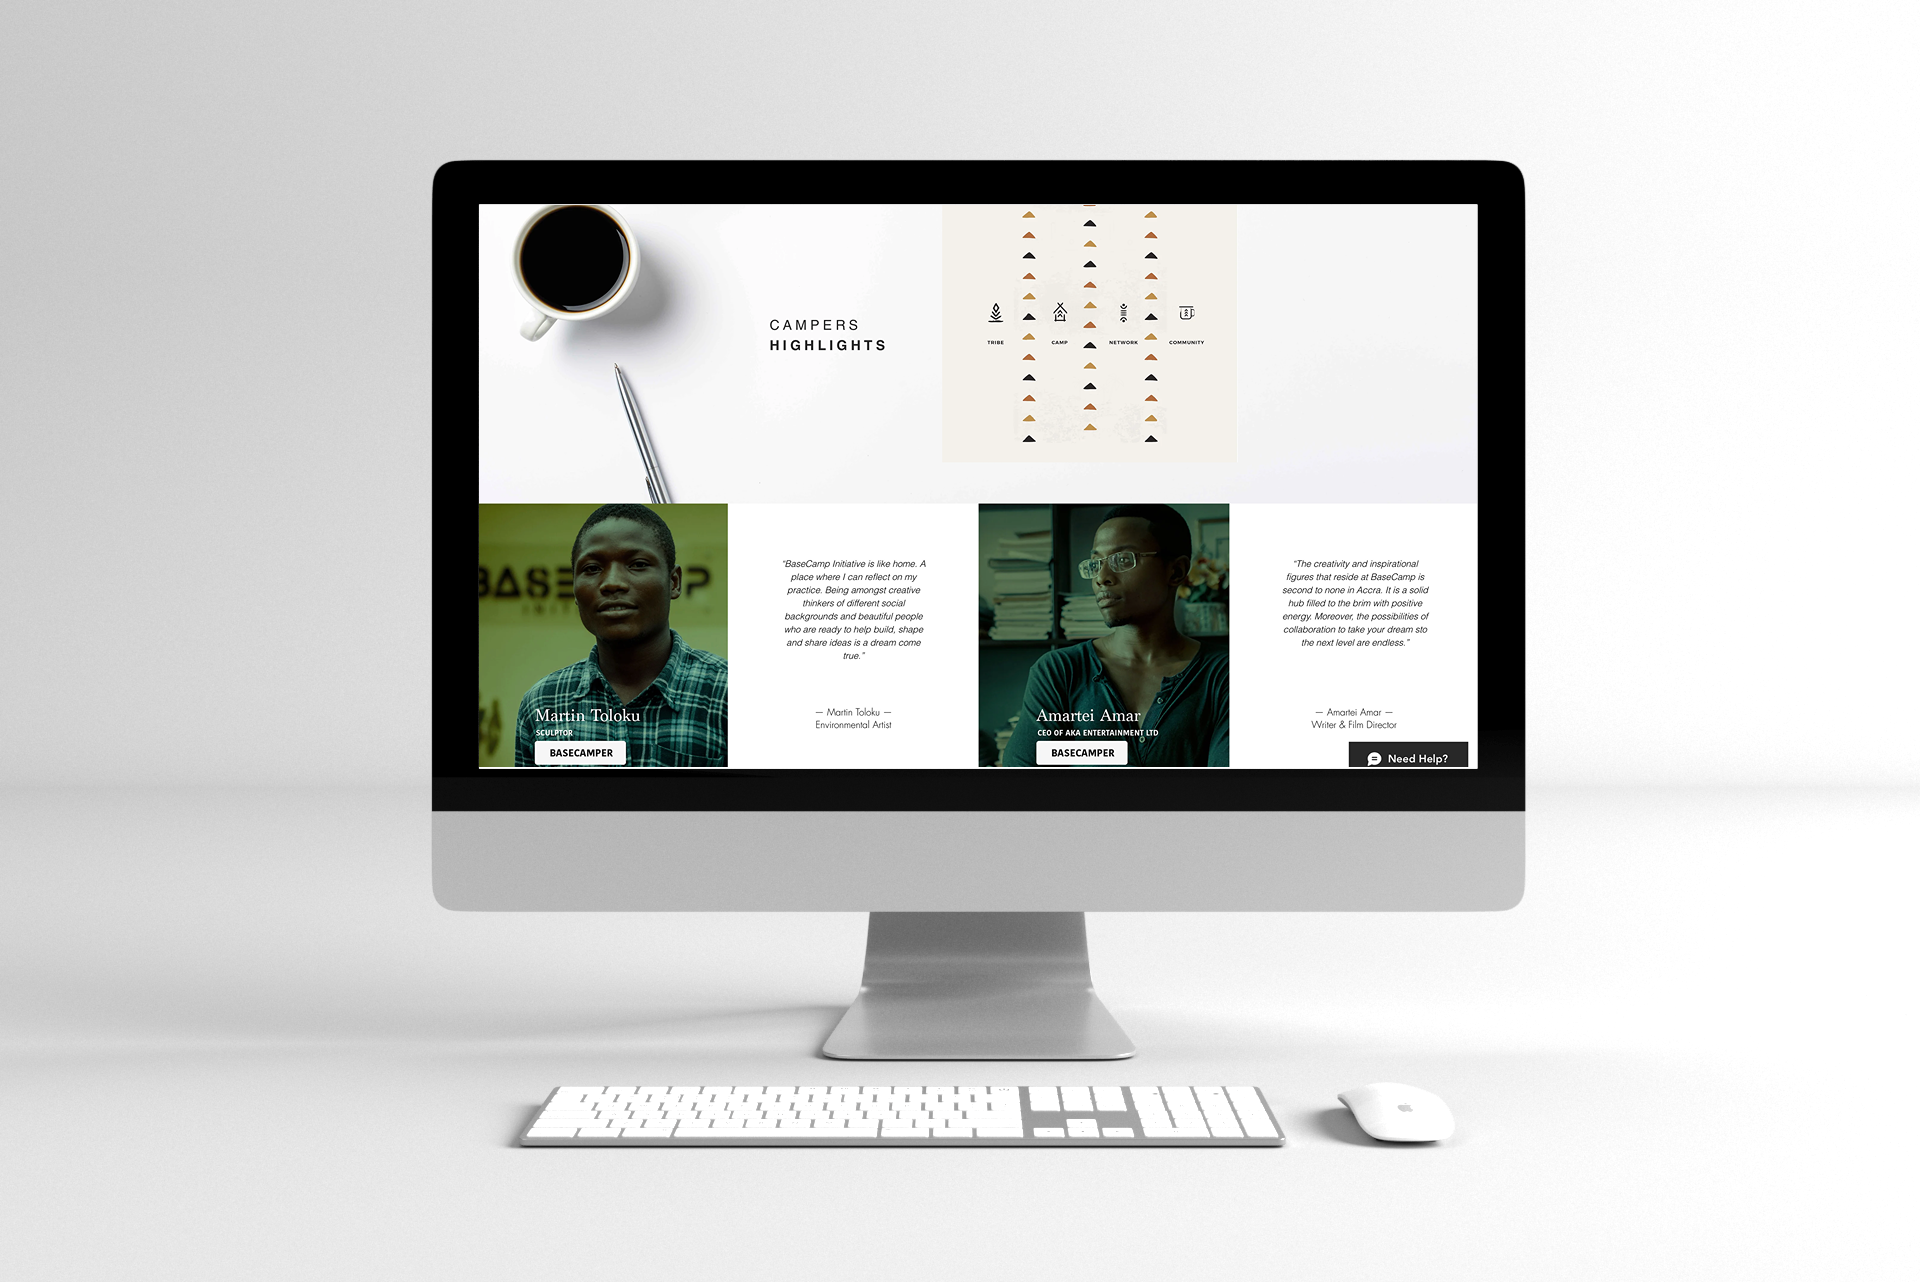 CAMPERS
HIGHLIGHTS
TRIBE
CAMP
NETWORK
COMMUNITY
BASE
P
INIT
Martin Toloku
SCULPTOR
BASECAMPER
"BaseCamp Initiative is like home. A
place where I can reflect on my
practice. Being amongst creative
thinkers of different social
backgrounds and beautiful people
who are ready to help build, shape
and share ideas is a dream come
true."
— Martin Toloku —
Environmental Artist
Amartei Amar
CEO OF AKA ENTERTAINMENT LTD
BASECAMPER
"The creativity and inspirational
figures that reside at BaseCamp is
second to none in Accra. It is a solid
hub filled to the brim with positive
energy. Moreover, the possibilities of
collaboration to take your dream sto
the next level are endless."
— Amartei Amar —
Writer & Film Director
Need Help?